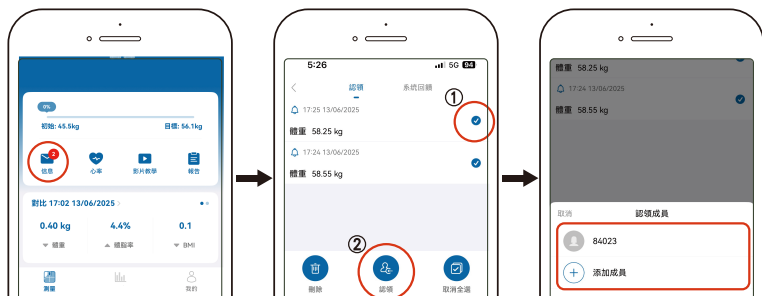 0%
初始: 45.5kg
目標: 56.1kg
2
信息
心率
影片教學
報告
對比 17:02 13/06/2025
0.40 kg
4.4%
0.1
體重
體脂率
BMI
測量
我的
5:26
5G 94
認領
系統回饋
①
17:25 13/06/2025
體重 58.25 kg
17:24 13/06/2025
體重 58.55 kg
②
刪除
認領
取消全選
體重 58.25 kg
17:24 13/06/2025
體重 58.55 kg
取消
認領成員
84023
添加成員